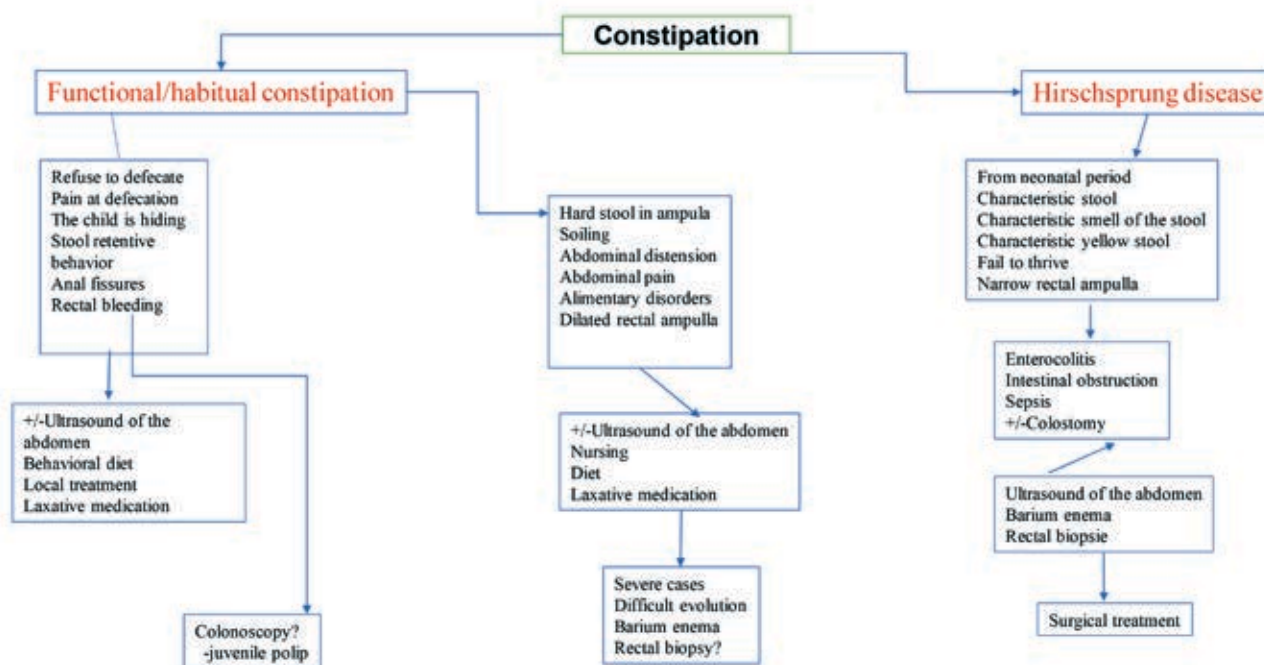 Constipation
Functional/habitual constipation
Hirschsprung disease
Refuse to defecate
Pain at defecation
The child is hiding
Stool retentive
behavior
Anal fissures
Rectal bleeding
Hard stool in ampula
Soiling
Abdominal distension
Abdominal pain
Alimentary disorders
Dilated rectal ampulla
From neonatal period
Characteristic stool
Characteristic smell of the stool
Characteristic yellow stool
Fail to thrive
Narrow rectal ampulla
+/-Ultrasound of the
abdomen
Behavioral diet
Local treatment
Laxative medication
+/-Ultrasound of the abdomen
Nursing
Diet
Laxative medication
Enterocolitis
Intestinal obstruction
Sepsis
+/-Colostomy
Ultrasound of the abdomen
Barium enema
Rectal biopsie
Colonoscopy?
-juvenile polip
Severe cases
Difficult evolution
Barium enema
Rectal biopsy?
Surgical treatment